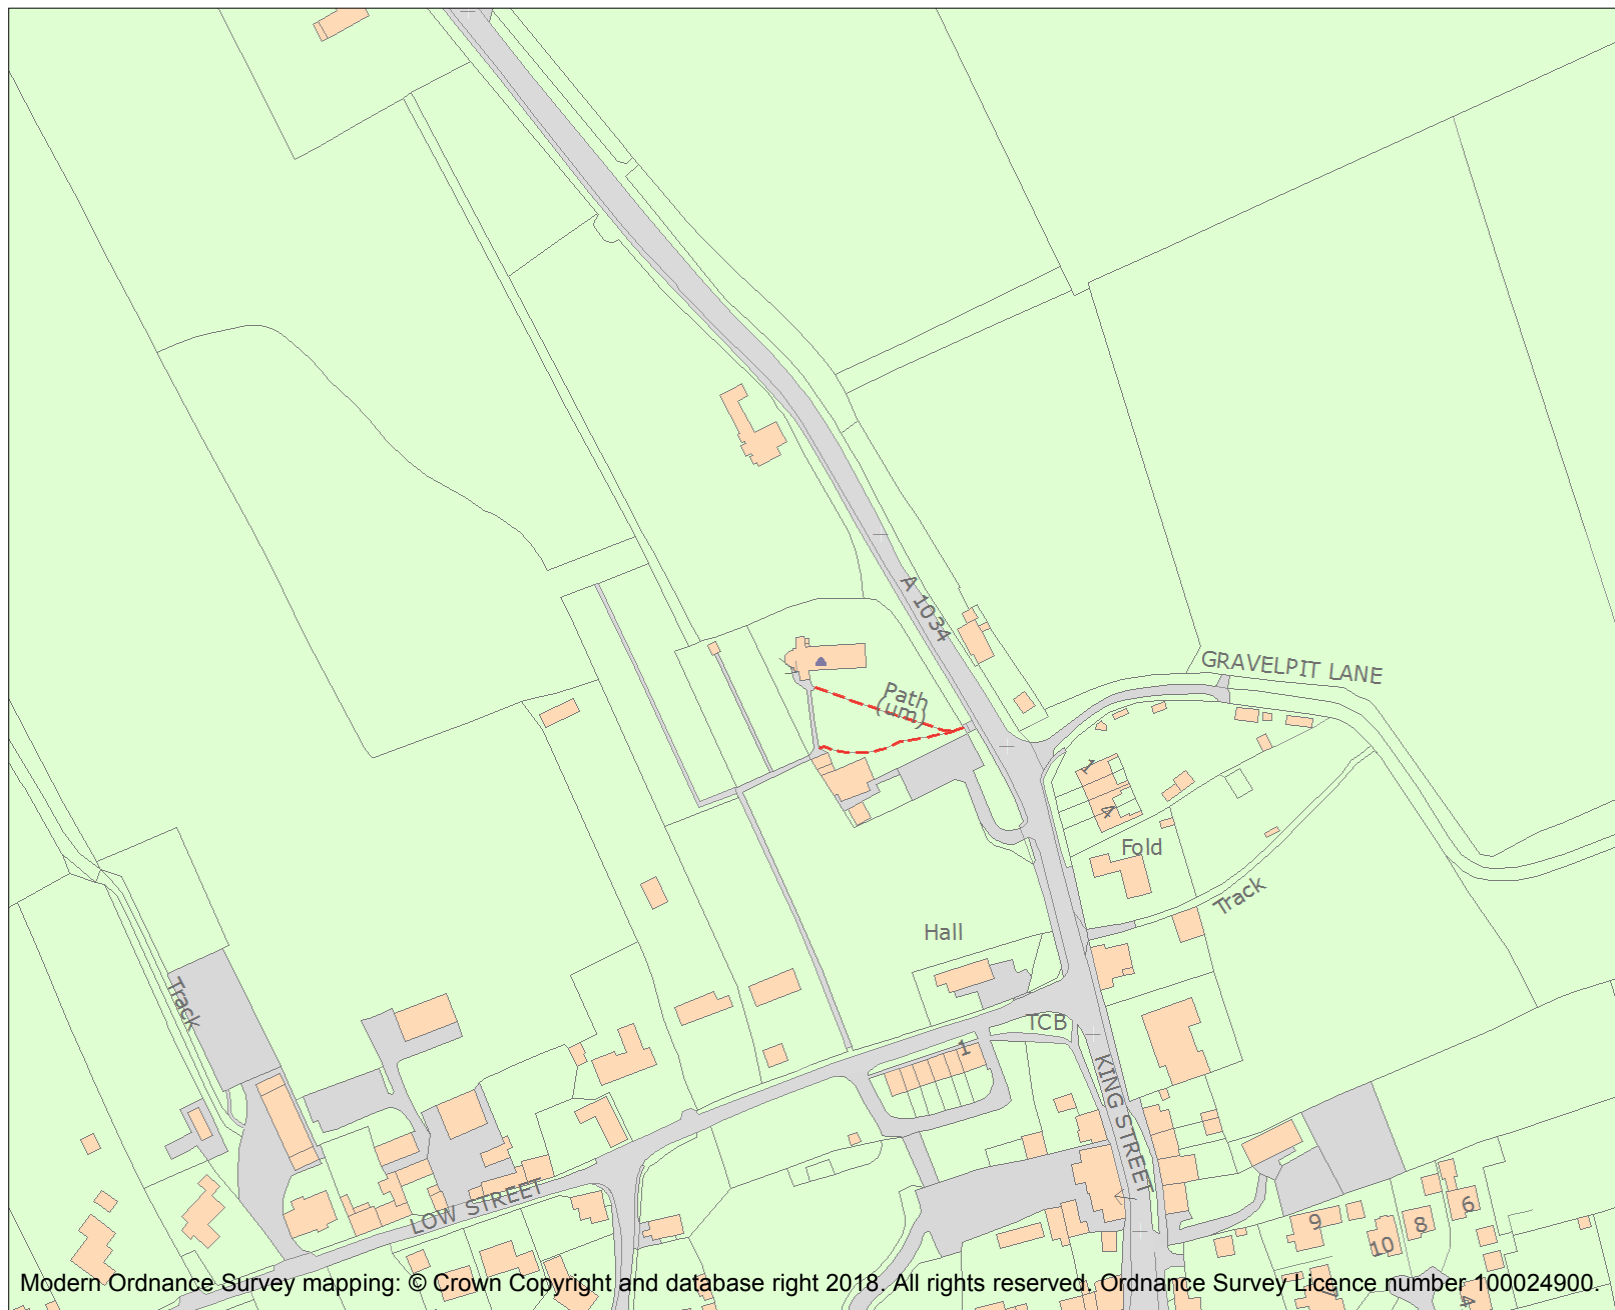 A 1034
GRAVELPIT LANE
Path
(um)
1
4
Fold
Track
Hall
Track
TCB
1
KING STREET
LOW STREET
6
9
8
10
4
Modern Ordnance Survey mapping: © Crown Copyright and database right 2018. All rights reserved. Ordnance Survey Licence number 100024900.